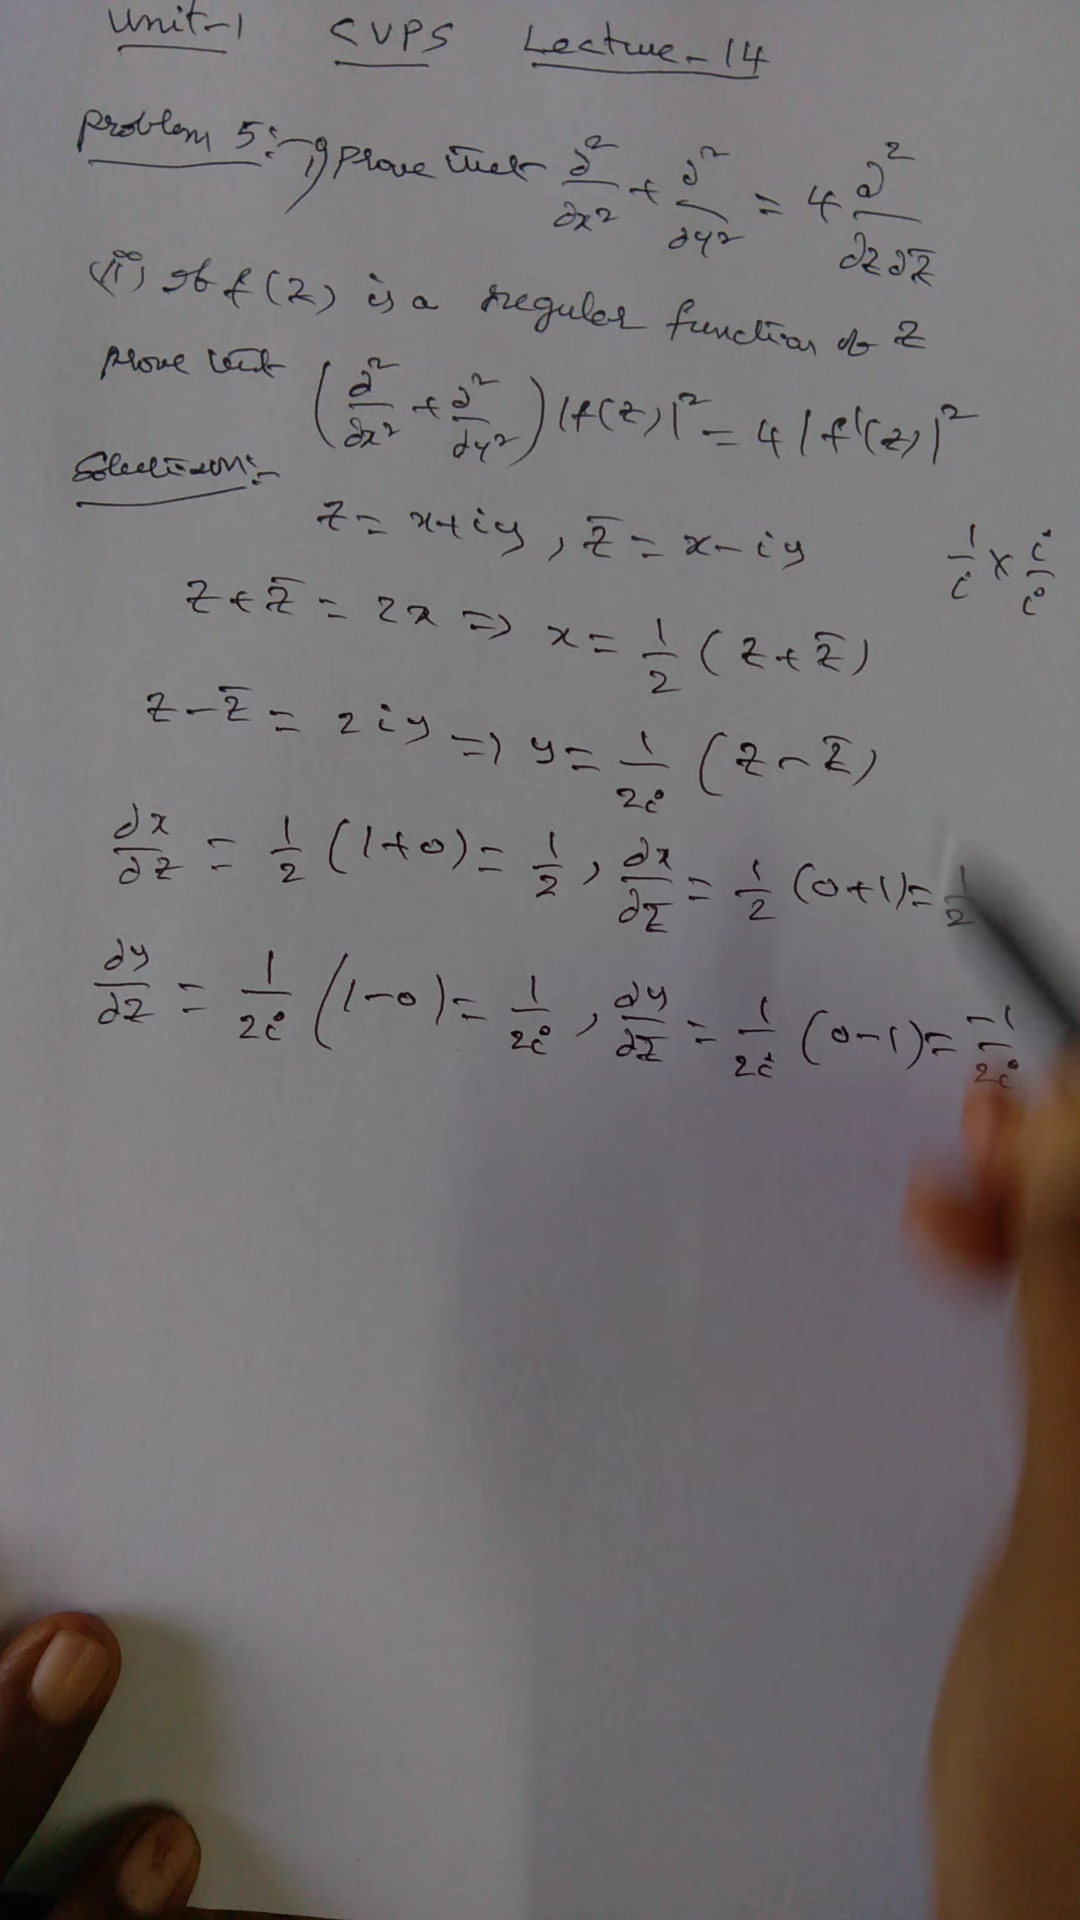 Unit-1 CVPS Lecture-14
Problem 5:- i) Prove that ∂²/∂x² + ∂²/∂y² = 4 ∂²/∂z∂z̄
(ii) If f(z) is a regular function of z
Prove that (∂²/∂x² + ∂²/∂y²) |f(z)|² = 4 |f'(z)|²
Solution:-
z = x+iy, z̄ = x-iy
1/i × i/i
z+z̄ = 2x => x = 1/2 (z+z̄)
z-z̄ = 2iy => y = 1/2i (z-z̄)
∂x/∂z = 1/2 (1+0) = 1/2, ∂x/∂z̄ = 1/2 (0+1) = 1/2
∂y/∂z = 1/2i (1-0) = 1/2i, ∂y/∂z̄ = 1/2i (0-1) = -1/2i